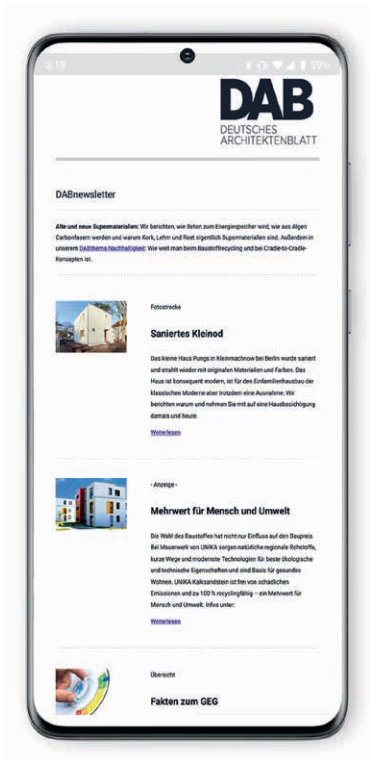 3:19
59%
DAB
DEUTSCHES
ARCHITEKTENBLATT
DABnewsletter
Alte und neue Supermaterialien: Wir berichten, wie Beton zum Energiespeicher wird, wie aus Algen
Carbonfasern werden und warum Kork, Lehm und Reet eigentlich Supermaterialien sind. Außerdem in
unserem DABthema Nachhaltigkeit: Wie weit man beim Baustoffrecycling und bei Cradle-to-Cradle-
Konzepten ist.
Fotostrecke
Saniertes Kleinod
Das kleine Haus Pungs in Kleinmachnow bei Berlin wurde saniert
und strahlt wieder mit originalen Materialien und Farben. Das
Haus ist konsequent modern, ist für den Einfamilienhausbau der
klassischen Moderne aber trotzdem eine Ausnahme. Wir
berichten warum und nehmen Sie mit auf eine Hausbesichtigung
damals und heute.
Weiterlesen
- Anzeige -
Mehrwert für Mensch und Umwelt
Die Wahl des Baustoffes hat nicht nur Einfluss auf den Baupreis.
Bei Mauerwerk von UNIKA sorgen natürliche regionale Rohstoffe,
kurze Wege und modernste Technologien für beste ökologische
und technische Eigenschaften und sind Basis für gesundes
Wohnen. UNIKA Kalksandstein ist frei von schädlichen
Emissionen und zu 100 % recyclingfähig – ein Mehrwert für
Mensch und Umwelt. Infos unter:
Weiterlesen
Übersicht
Fakten zum GEG